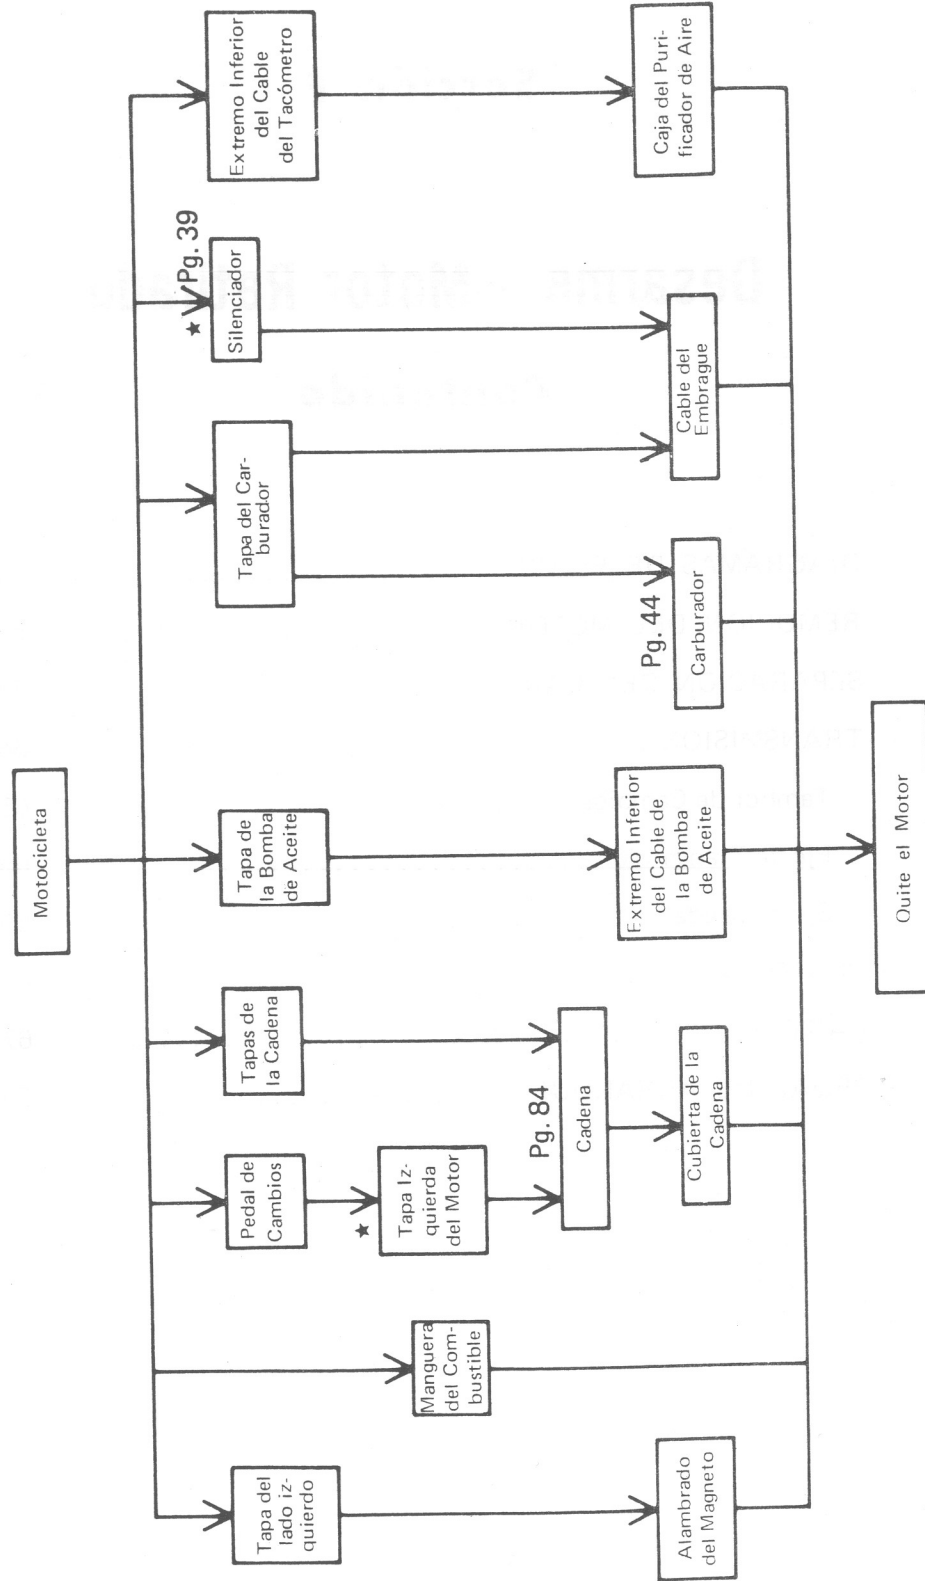 Motocicleta
Tapa del
lado iz-
quierdo
Pedal de
Cambios
Tapas de
la Cadena
Tapa de
la Bomba
de Aceite
Tapa del Car-
burador
★
Silenciador
Pg. 39
Extremo Inferior
del Cable
del Tacómetro
★
Tapa Iz-
quierda
del Motor
Manguera
del Com-
bustible
Pg. 84
Cadena
Alambrado
del Magneto
Cubierta de la
Cadena
Extremo Inferior
del Cable de
la Bomba
de Aceite
Pg. 44
Carburador
Cable del
Embrague
Caja del Puri-
ficador de Aire
Quite el Motor